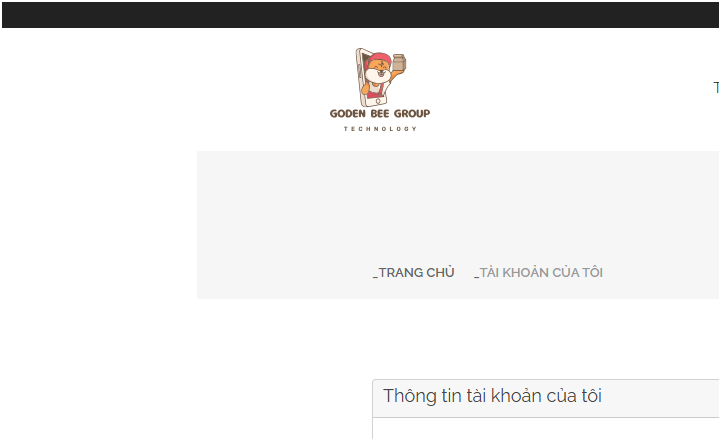 GODEN BEE GROUP
TECHNOLOGY
_TRANG CHỦ _TÀI KHOẢN CỦA TÔI
Thông tin tài khoản của tôi